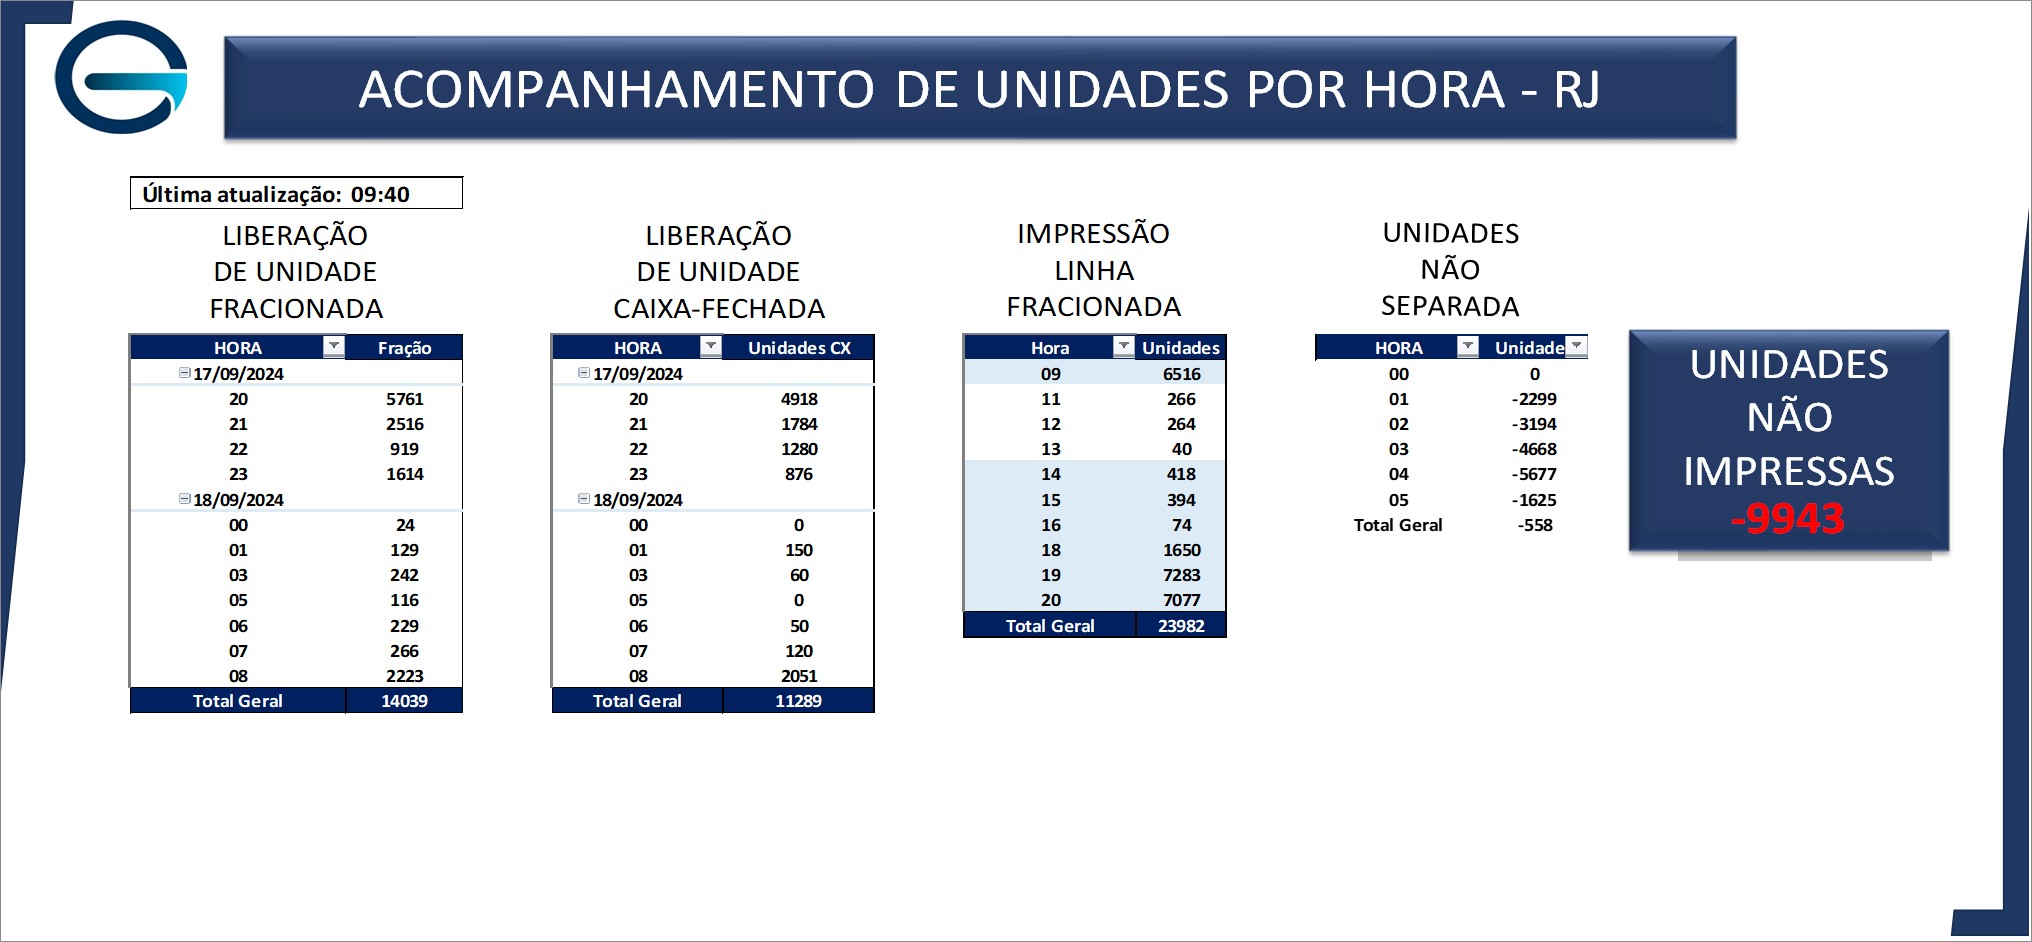 ACOMPANHAMENTO DE UNIDADES POR HORA - RJ
Última atualização: 09:40
LIBERAÇÃO
DE UNIDADE
FRACIONADA
HORA Fração
17/09/2024
20 5761
21 2516
22 919
23 1614
18/09/2024
00 24
01 129
03 242
05 116
06 229
07 266
08 2223
Total Geral 14039
LIBERAÇÃO
DE UNIDADE
CAIXA-FECHADA
HORA Unidades CX
17/09/2024
20 4918
21 1784
22 1280
23 876
18/09/2024
00 0
01 150
03 60
05 0
06 50
07 120
08 2051
Total Geral 11289
IMPRESSÃO
LINHA
FRACIONADA
Hora Unidades
09 6516
11 266
12 264
13 40
14 418
15 394
16 74
18 1650
19 7283
20 7077
Total Geral 23982
UNIDADES
NÃO
SEPARADA
HORA Unidade
00 0
01 -2299
02 -3194
03 -4668
04 -5677
05 -1625
Total Geral -558
UNIDADES
NÃO
IMPRESSAS
-9943